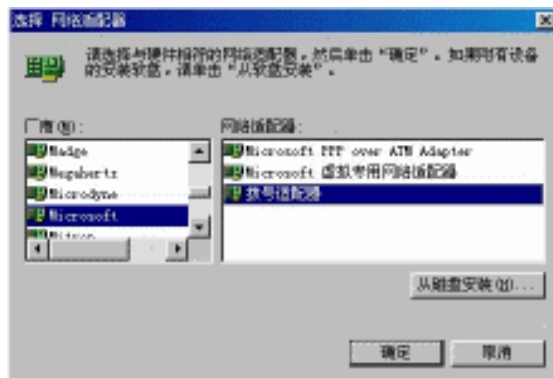 选择 网络适配器
请选择与硬件相符的网络适配器，然后单击“确定”。如果附有设备
的安装软盘，请单击“从软盘安装”。
厂商(M):
网络适配器:
Madge
Megahertz
Microdyne
Microsoft
Mitron
Microsoft PPP over ATM Adapter
Microsoft 虚拟专用网络适配器
拨号适配器
从磁盘安装(H)...
确定
取消